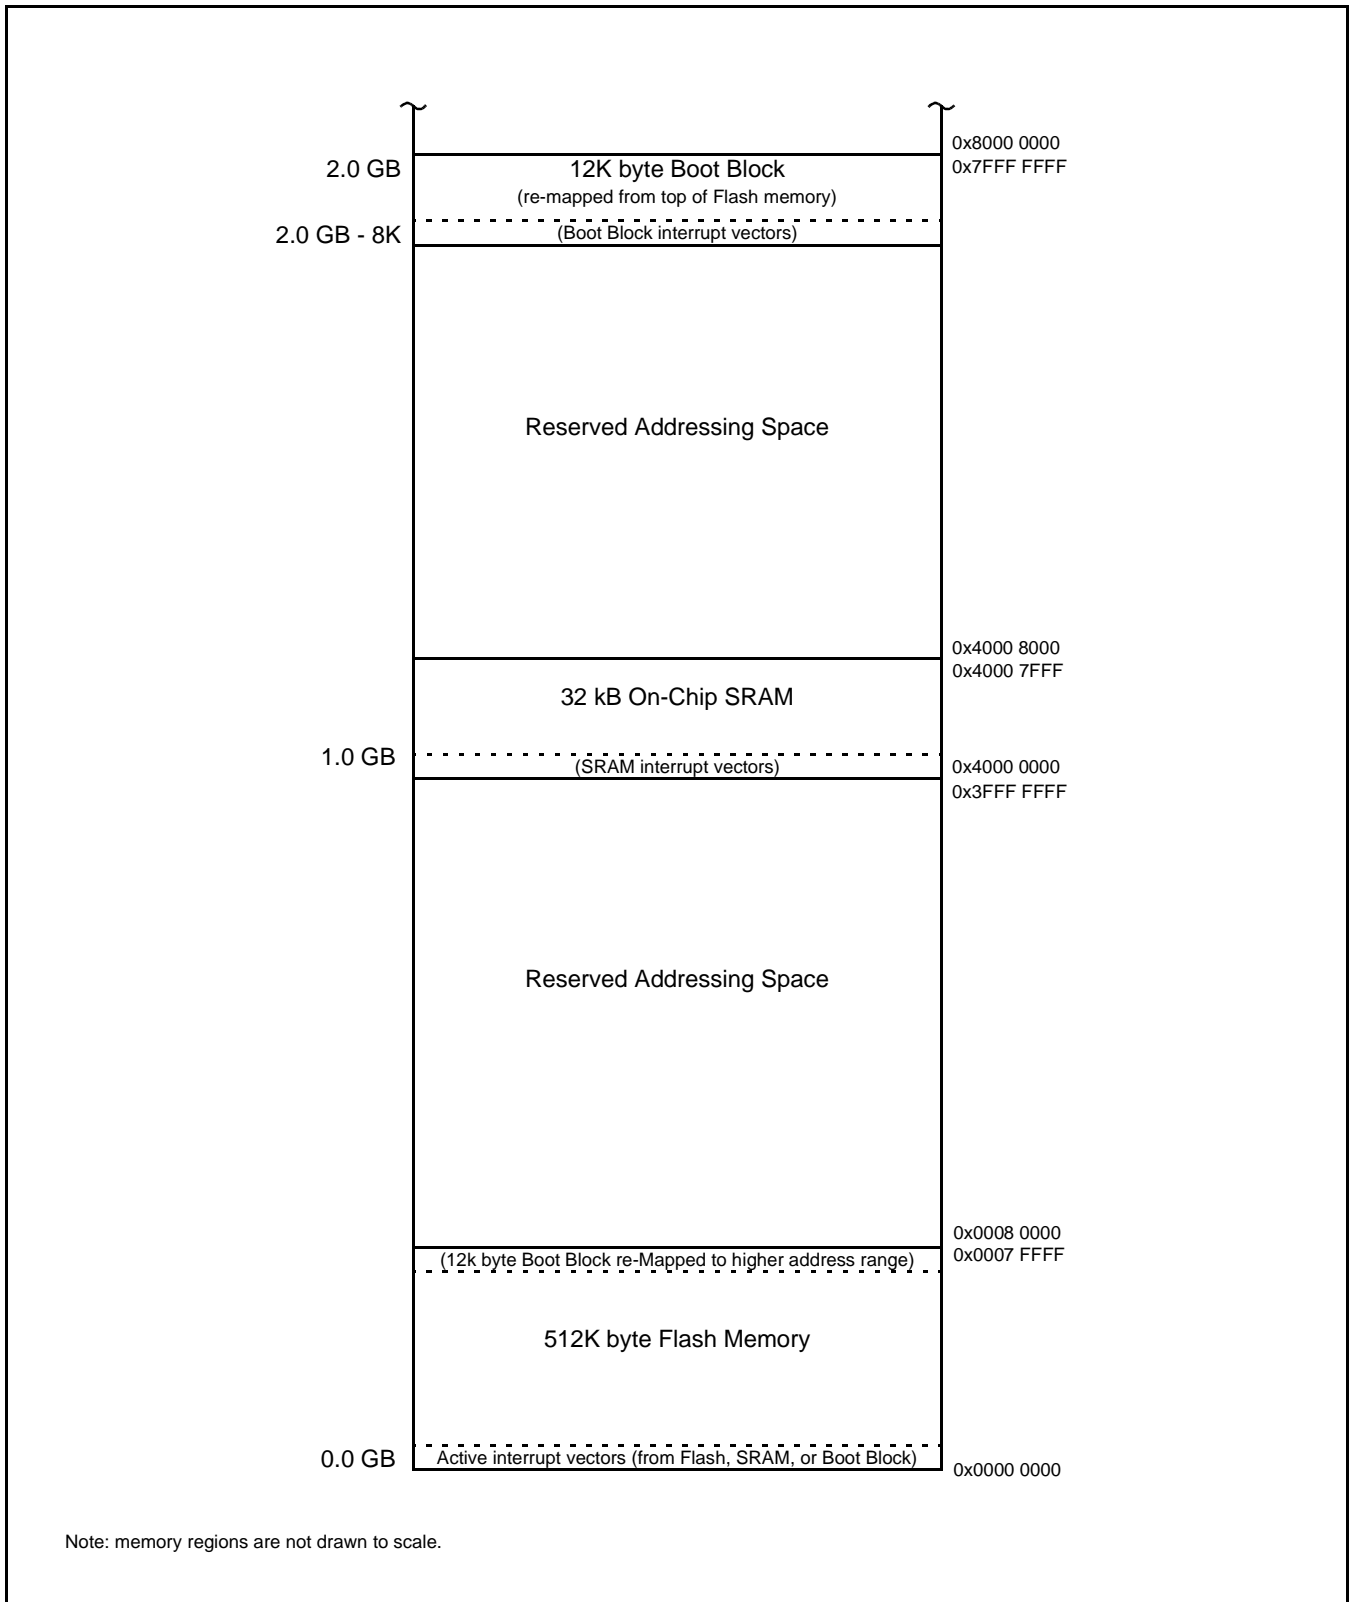 0x8000 0000
2.0 GB 12K byte Boot Block 0x7FFF FFFF
(re-mapped from top of Flash memory)
2.0 GB - 8K (Boot Block interrupt vectors)
Reserved Addressing Space
0x4000 8000
0x4000 7FFF
32 kB On-Chip SRAM
1.0 GB (SRAM interrupt vectors) 0x4000 0000
0x3FFF FFFF
Reserved Addressing Space
0x0008 0000
(12k byte Boot Block re-Mapped to higher address range) 0x0007 FFFF
512K byte Flash Memory
0.0 GB Active interrupt vectors (from Flash, SRAM, or Boot Block) 0x0000 0000
Note: memory regions are not drawn to scale.